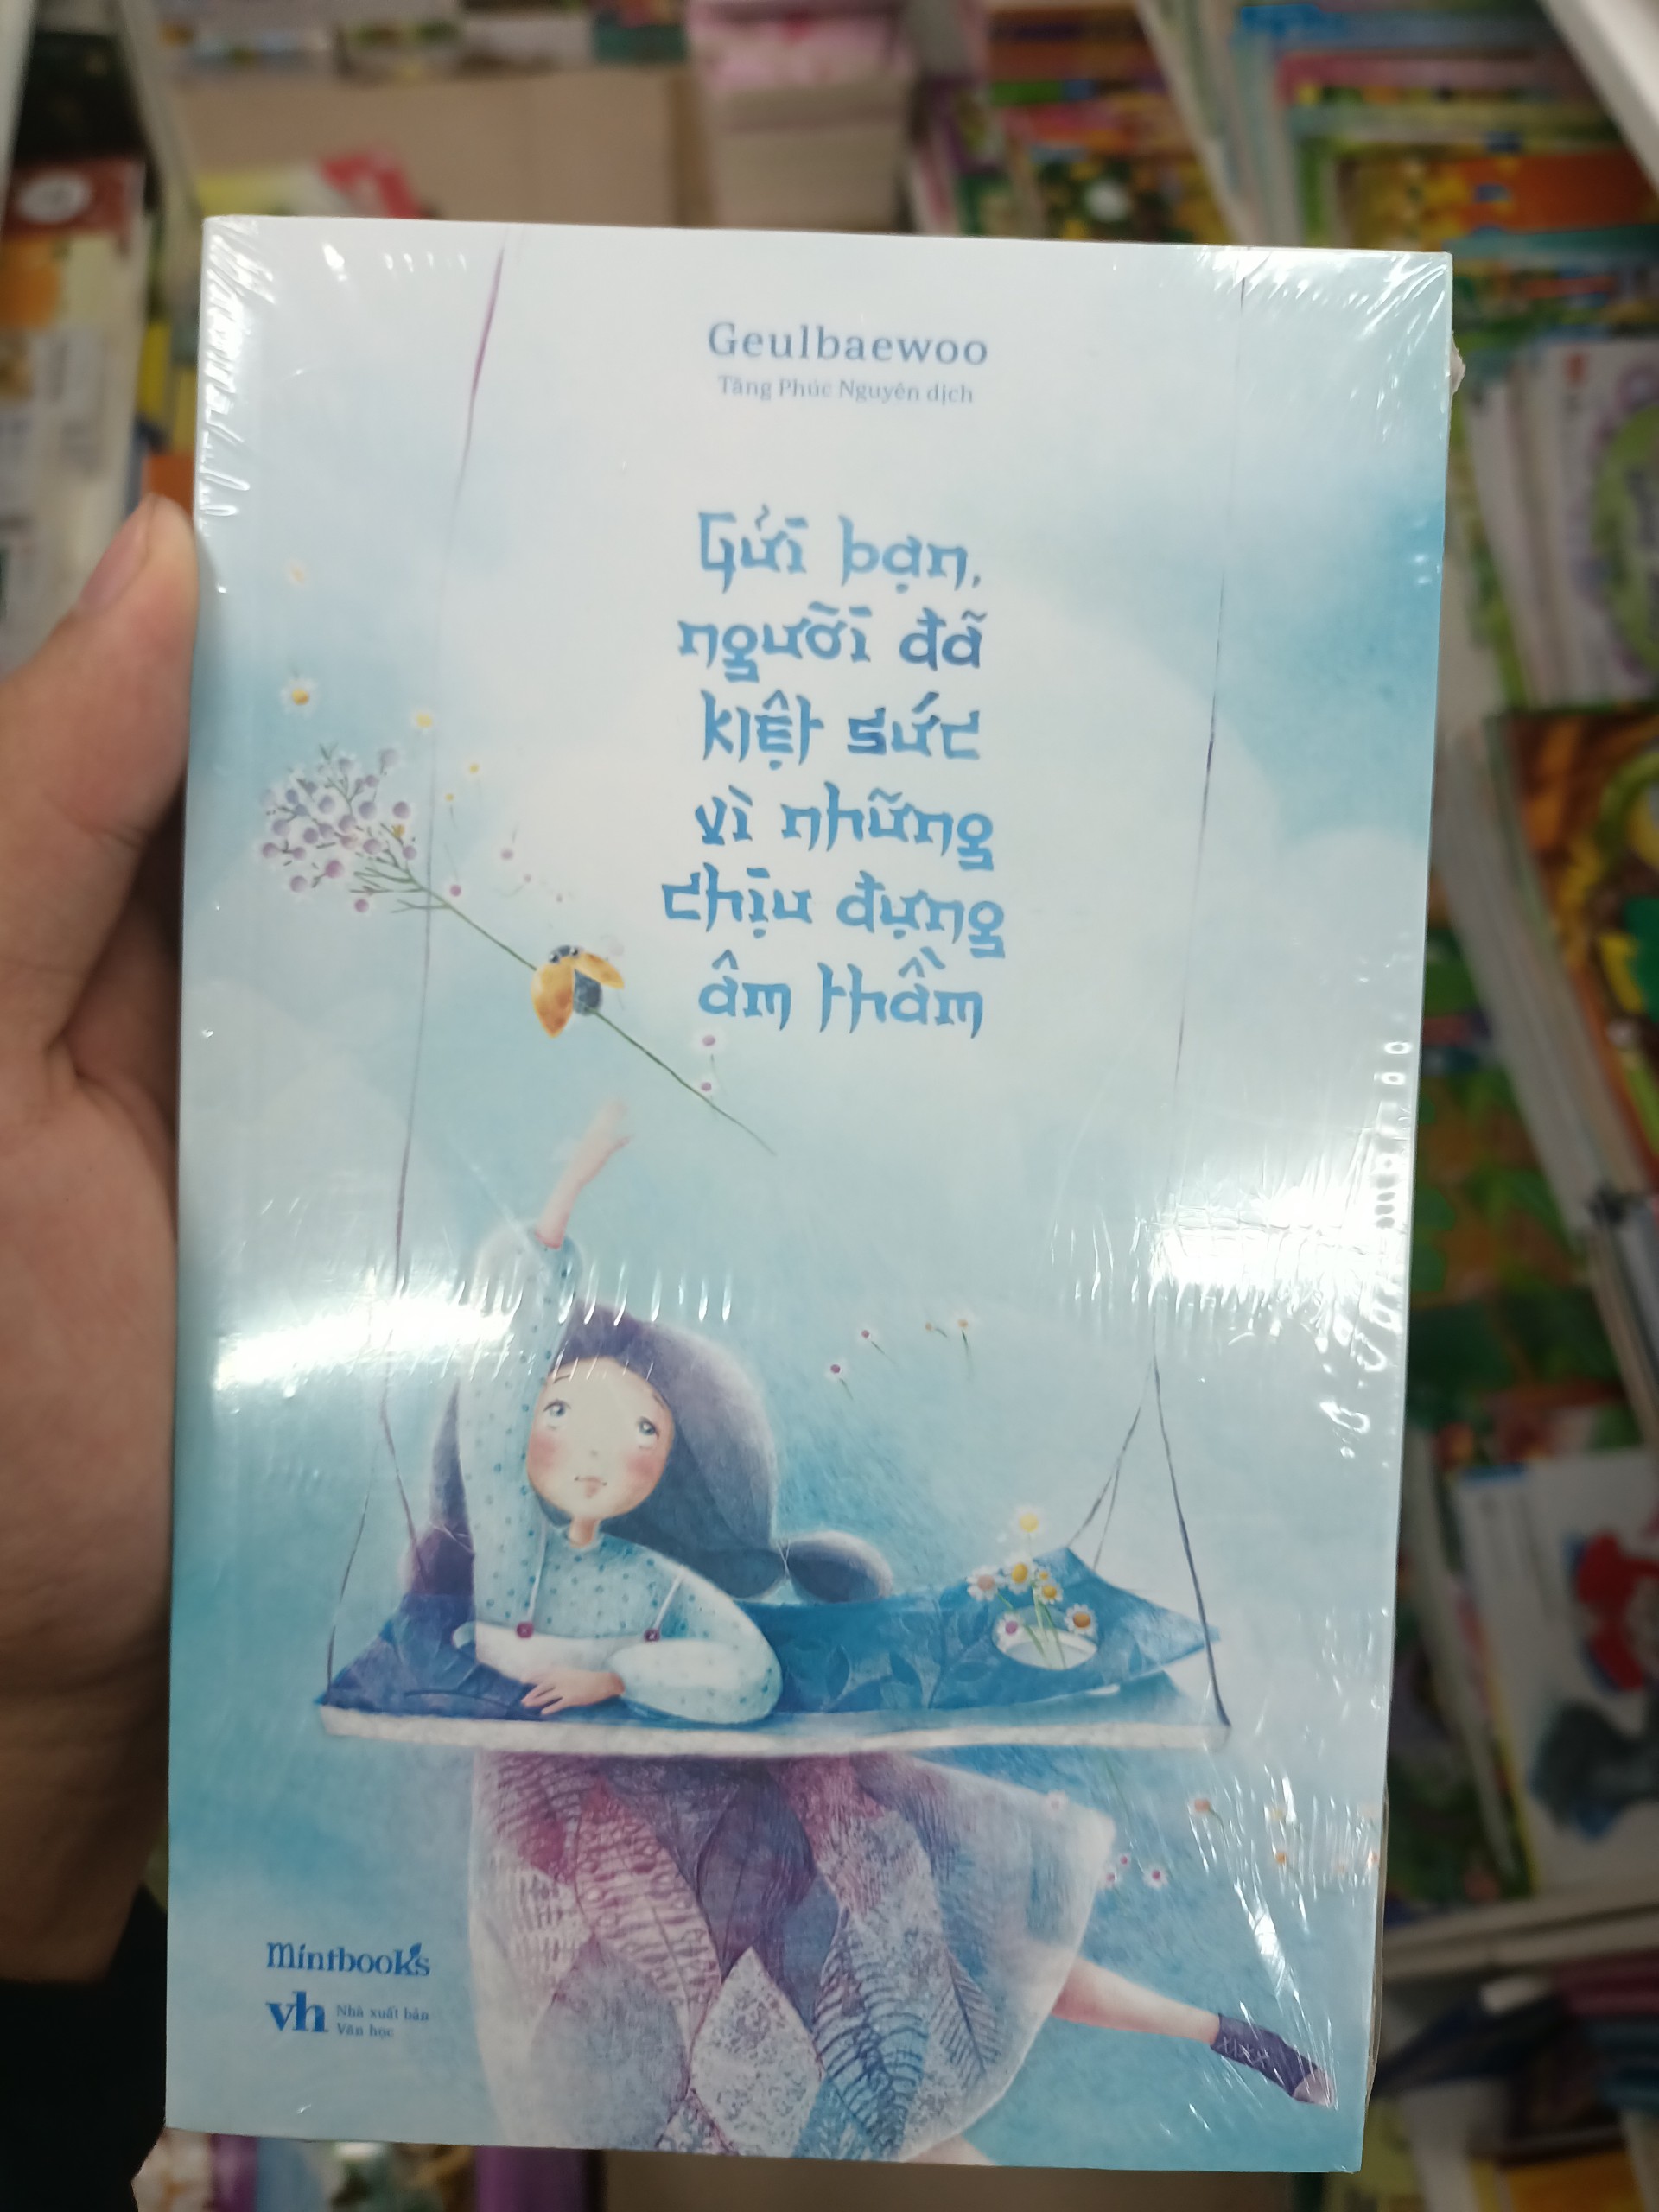 Geulbaewoo
Tăng Phúc Nguyên dịch
Gửi bạn,
người đã
kiệt sức
vì những
chịu đựng
âm thầm
mintbooks
vh Nhà xuất bản
Văn học